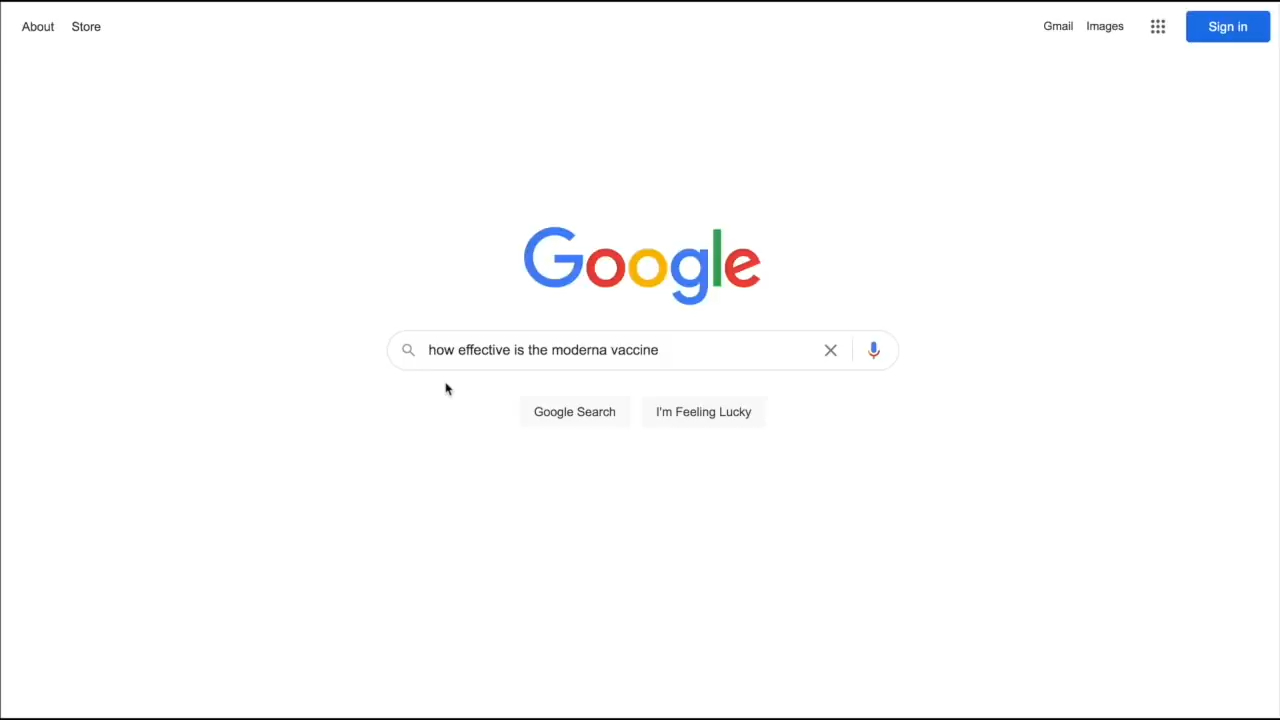 About Store
Gmail Images Sign in
Google
how effective is the moderna vaccine
Google Search I'm Feeling Lucky